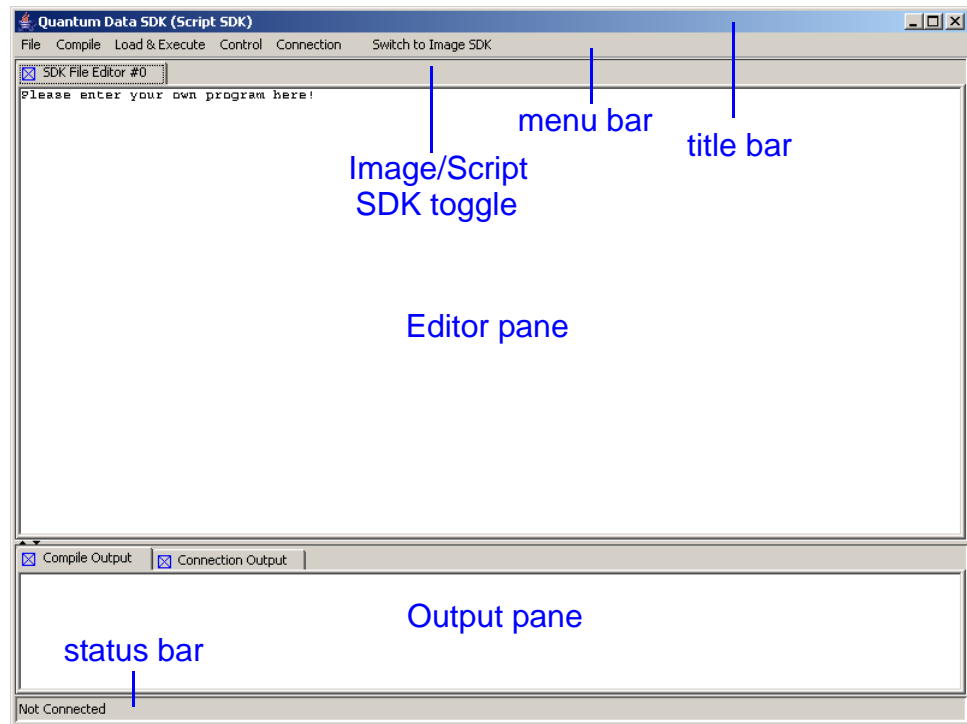 Quantum Data SDK (Script SDK)
File Compile Load & Execute Control Connection Switch to Image SDK
SDK File Editor #0
Please enter your own program here!
menu bar
title bar
Image/Script
SDK toggle
Editor pane
Compile Output Connection Output
Output pane
status bar
Not Connected